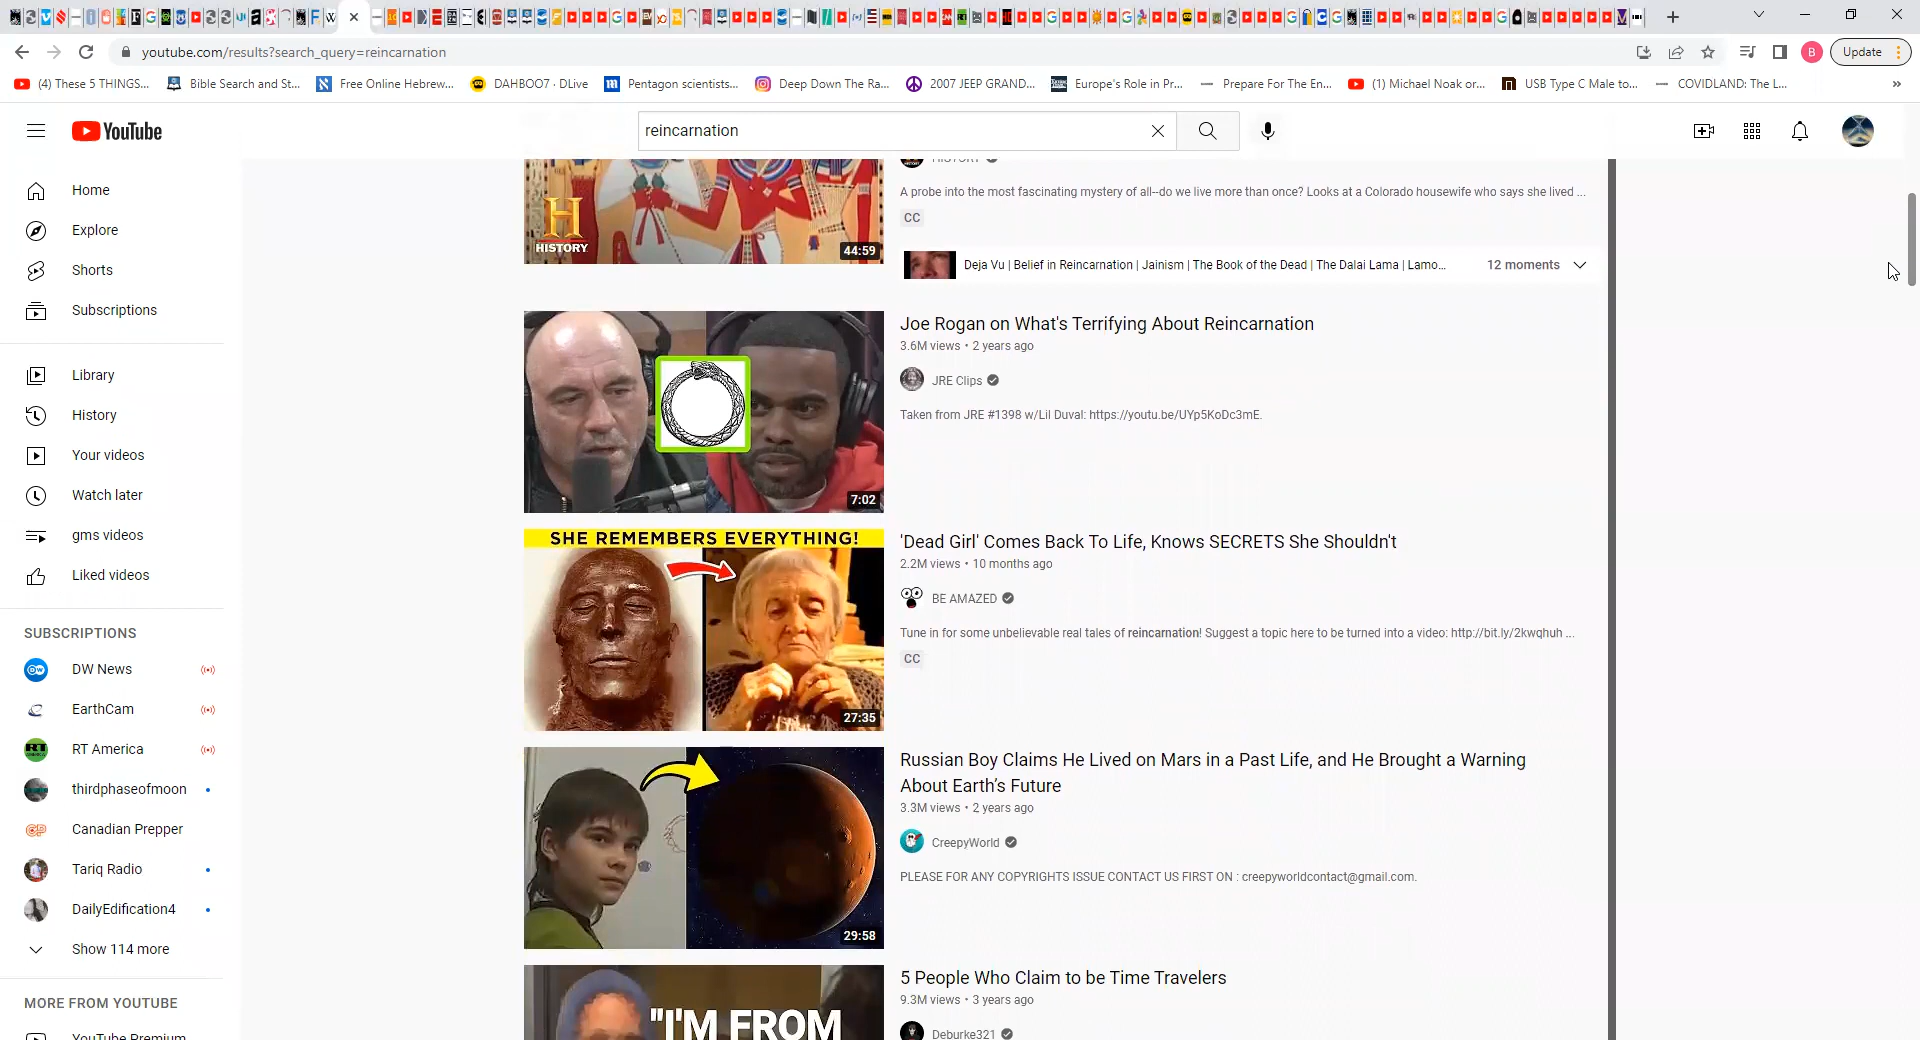 youtube.com/results?search_query=reincarnation
B
Update
(4) These 5 THINGS...
Bible Search and St...
Free Online Hebrew...
DAHBOO7 · DLive
Pentagon scientists...
Deep Down The Ra...
2007 JEEP GRAND...
Europe's Role in Pr...
Prepare For The En...
(1) Michael Noak or...
USB Type C Male to...
COVIDLAND: The L...
»
YouTube
reincarnation
Home
Explore
Shorts
Subscriptions
Library
History
Your videos
Watch later
gms videos
Liked videos
SUBSCRIPTIONS
DW News
EarthCam
RT America
thirdphaseofmoon
Canadian Prepper
Tariq Radio
DailyEdification4
Show 114 more
MORE FROM YOUTUBE
YouTube Premium
H
HISTORY
44:59
HISTORY
A probe into the most fascinating mystery of all--do we live more than once? Looks at a Colorado housewife who says she lived ...
CC
Deja Vu | Belief in Reincarnation | Jainism | The Book of the Dead | The Dalai Lama | Lamo...
12 moments
7:02
Joe Rogan on What's Terrifying About Reincarnation
3.6M views • 2 years ago
JRE Clips
Taken from JRE #1398 w/Lil Duval: https://youtu.be/UYp5KoDc3mE.
SHE REMEMBERS EVERYTHING!
27:35
'Dead Girl' Comes Back To Life, Knows SECRETS She Shouldn't
2.2M views • 10 months ago
BE AMAZED
Tune in for some unbelievable real tales of reincarnation! Suggest a topic here to be turned into a video: http://bit.ly/2kwqhuh ...
CC
29:58
Russian Boy Claims He Lived on Mars in a Past Life, and He Brought a Warning
About Earth's Future
3.3M views • 2 years ago
CreepyWorld
PLEASE FOR ANY COPYRIGHTS ISSUE CONTACT US FIRST ON : creepyworldcontact@gmail.com.
"I'M FROM
5 People Who Claim to be Time Travelers
9.3M views • 3 years ago
Deburke321